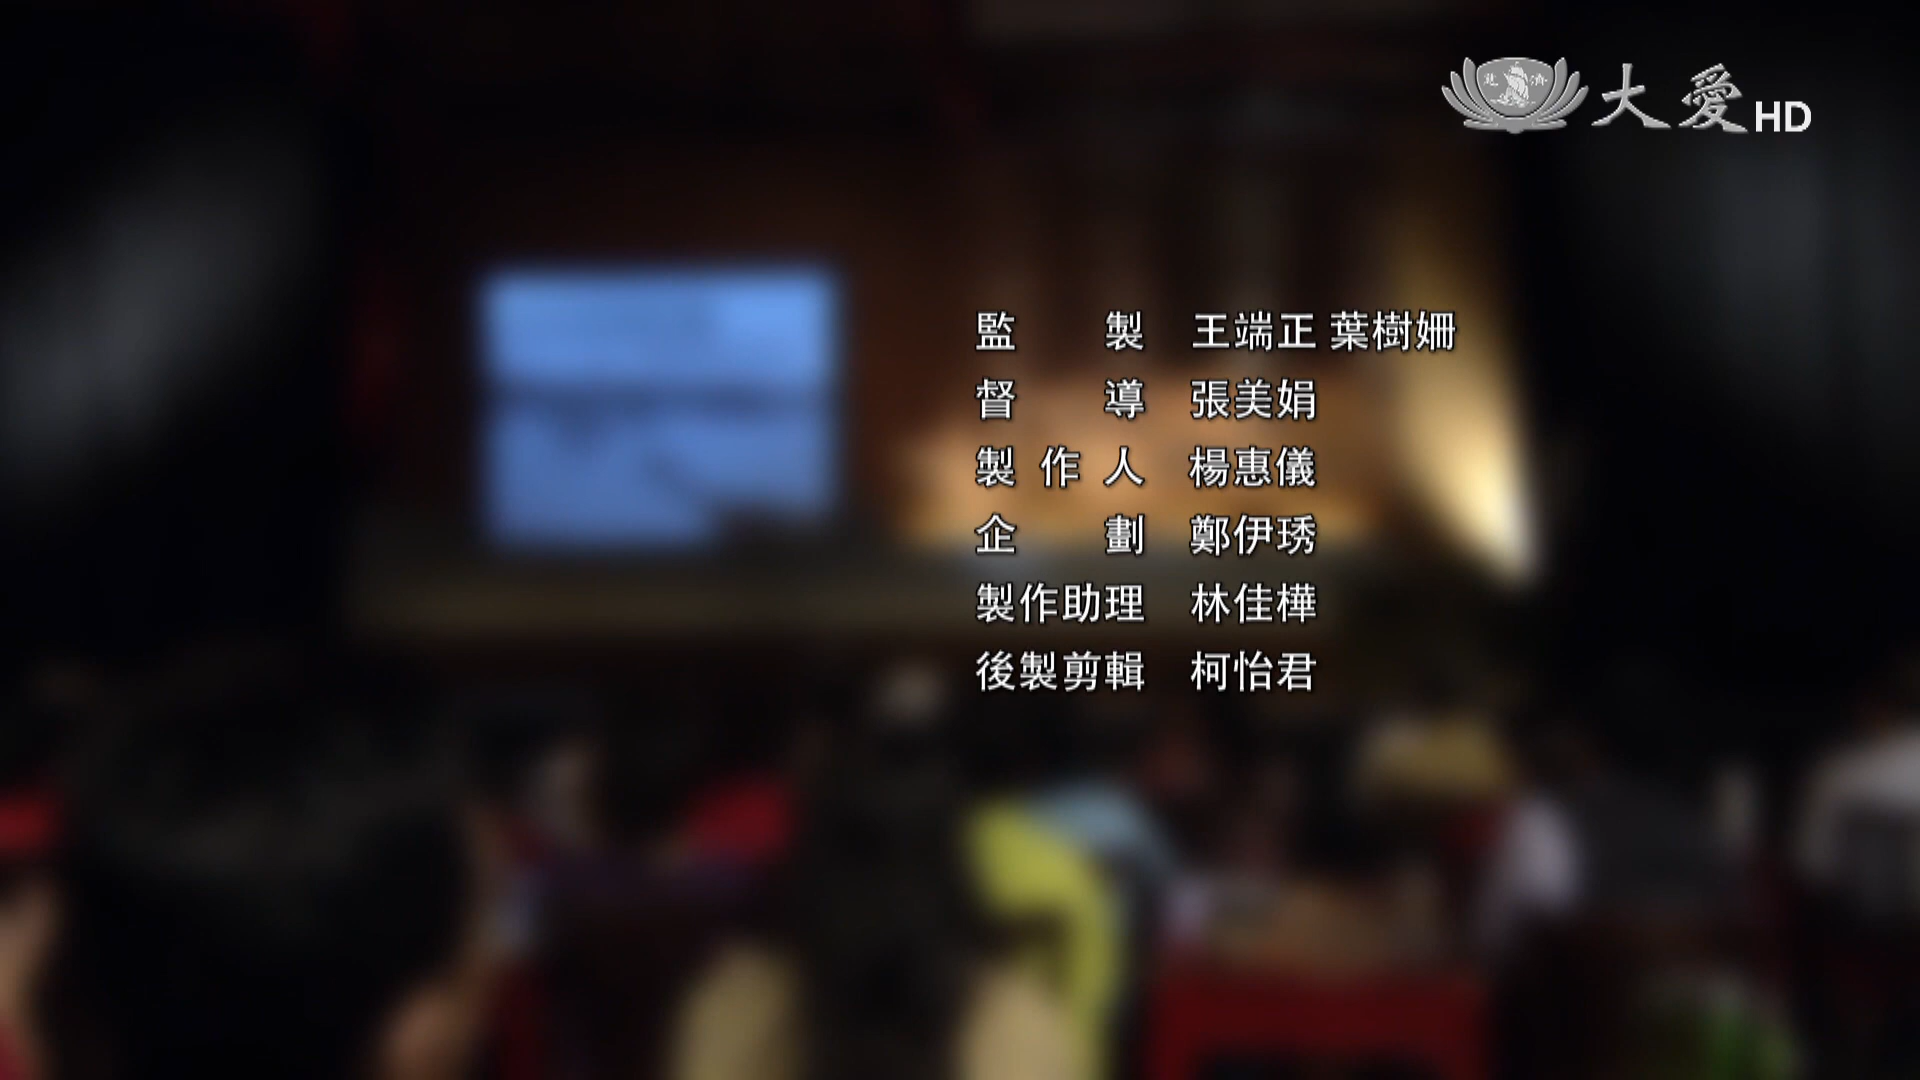 大愛HD
監製 王端正 葉樹姍
督導 張美娟
製作人 楊惠儀
企劃 鄭伊琇
製作助理 林佳樺
後製剪輯 柯怡君